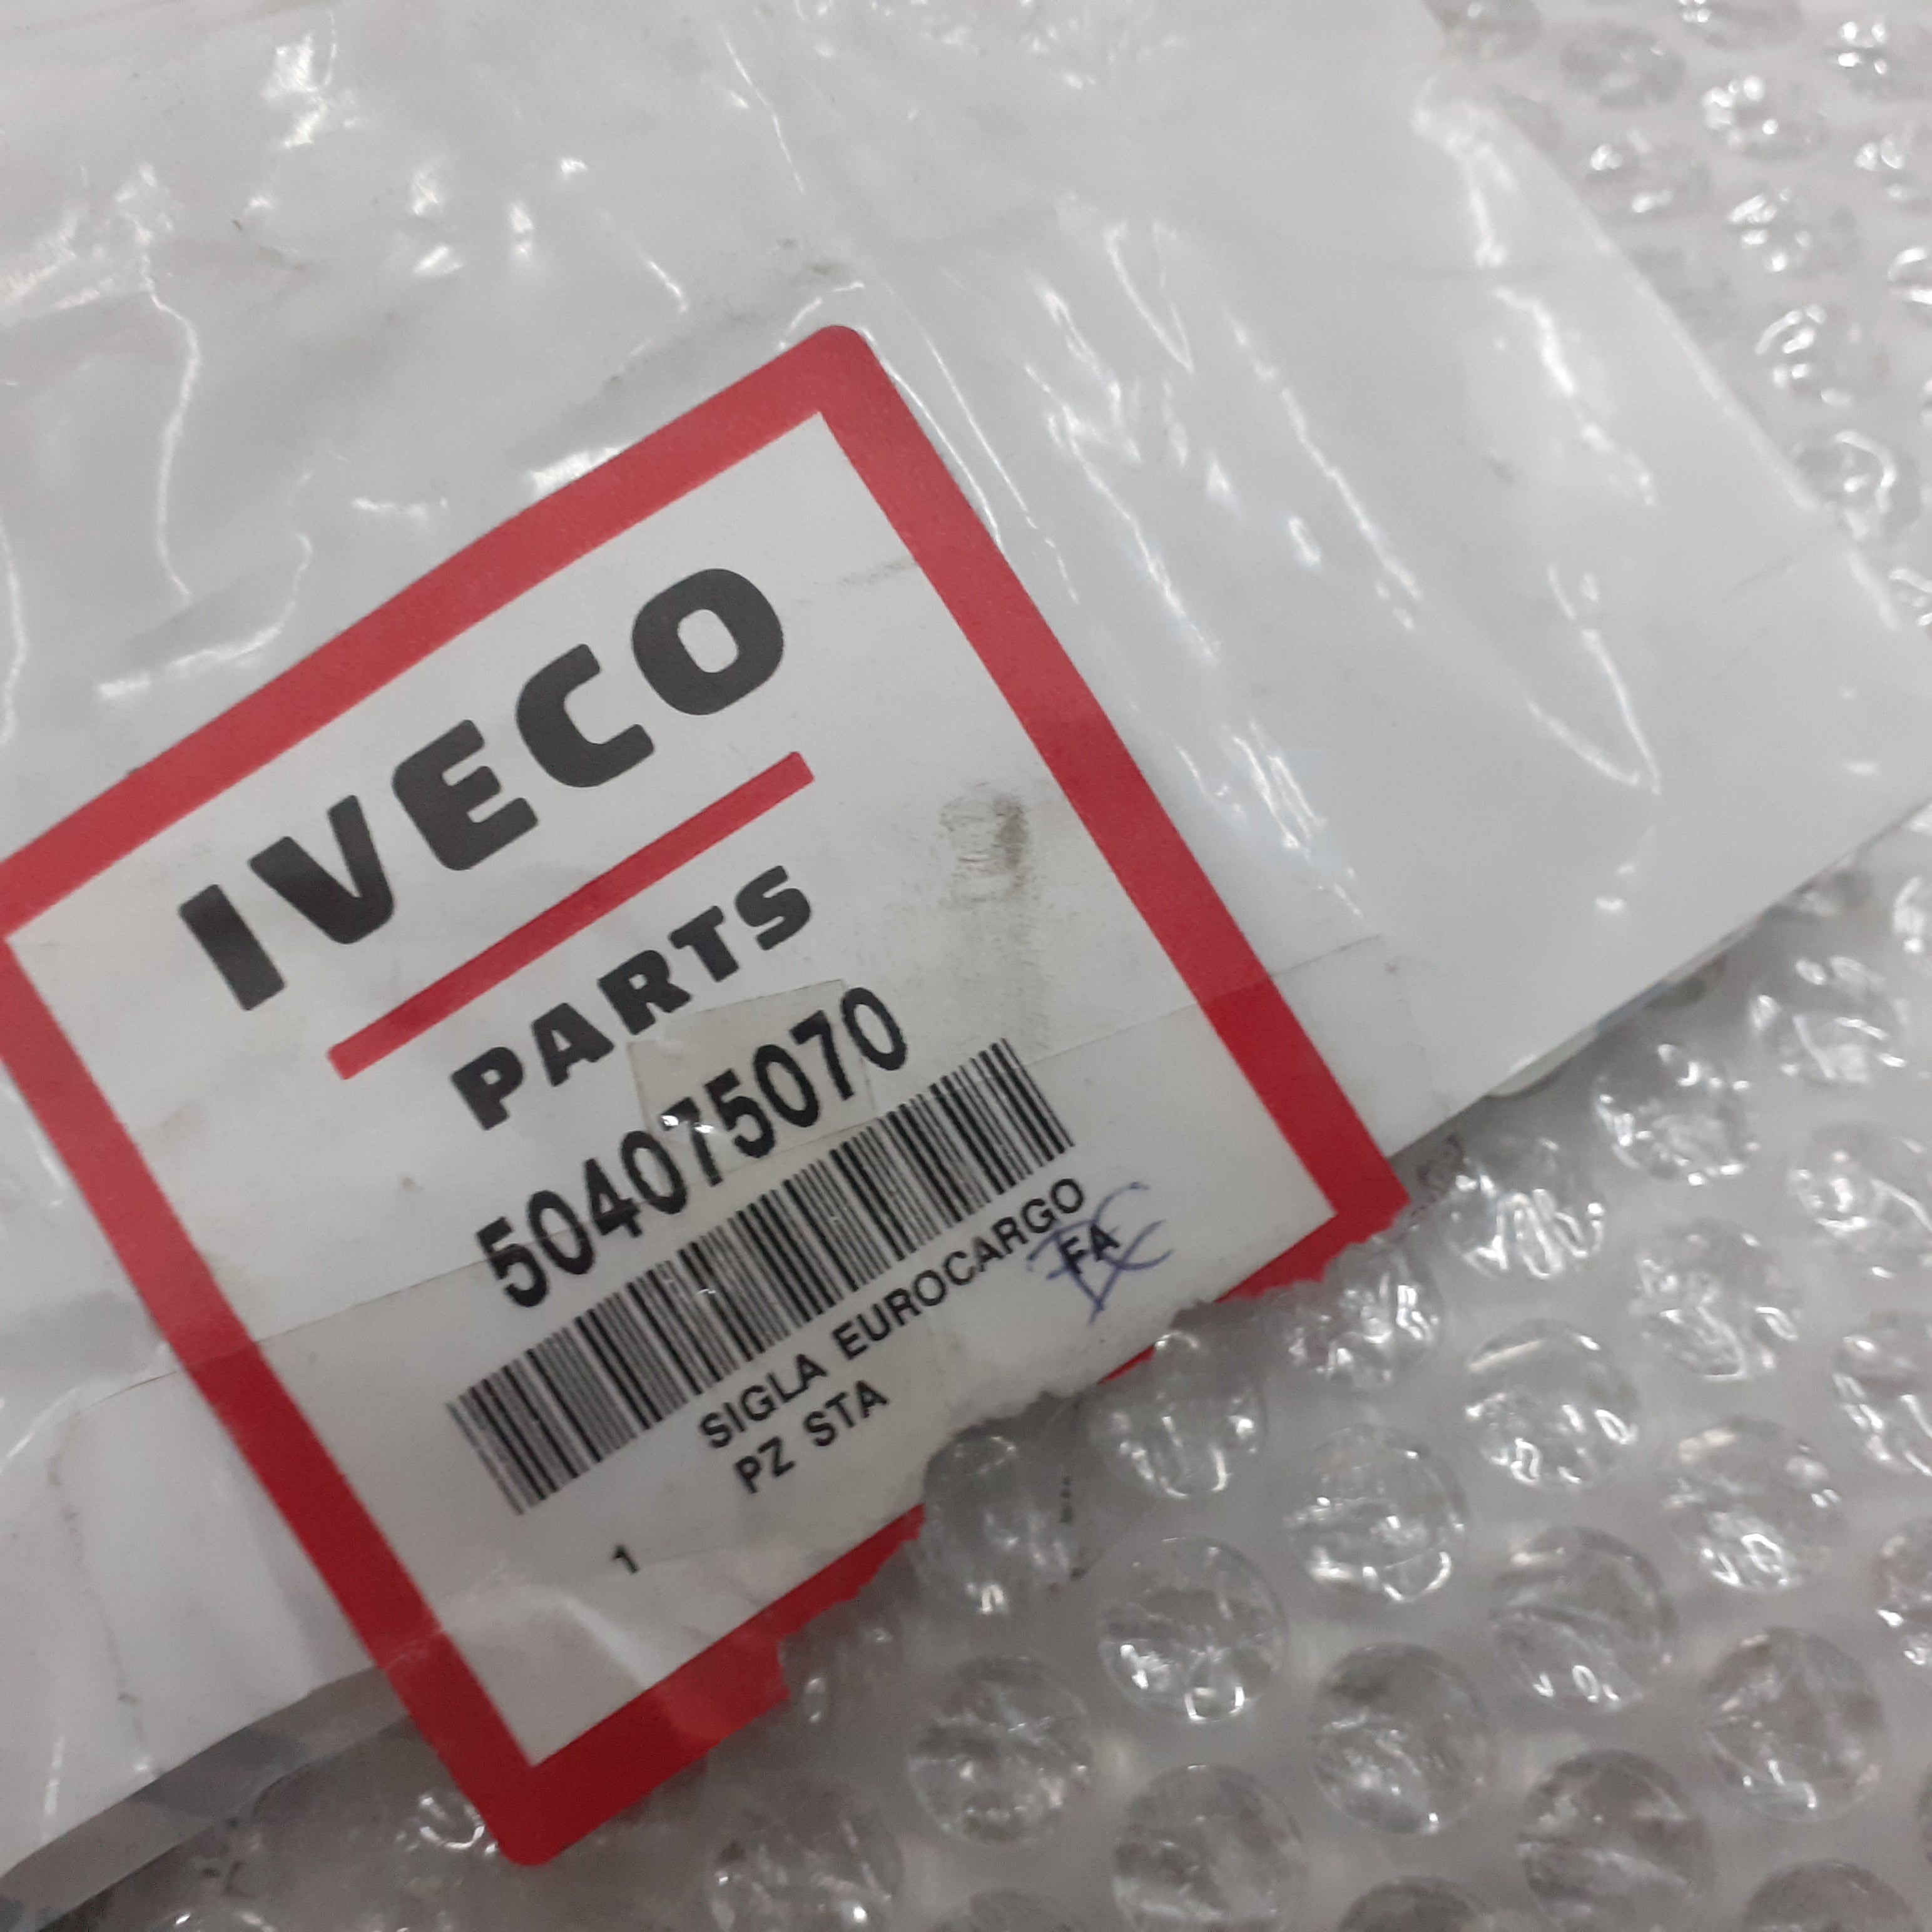 IVECO
PARTS
504075070
SIGLA EUROCARGO
PZ STA FA
1